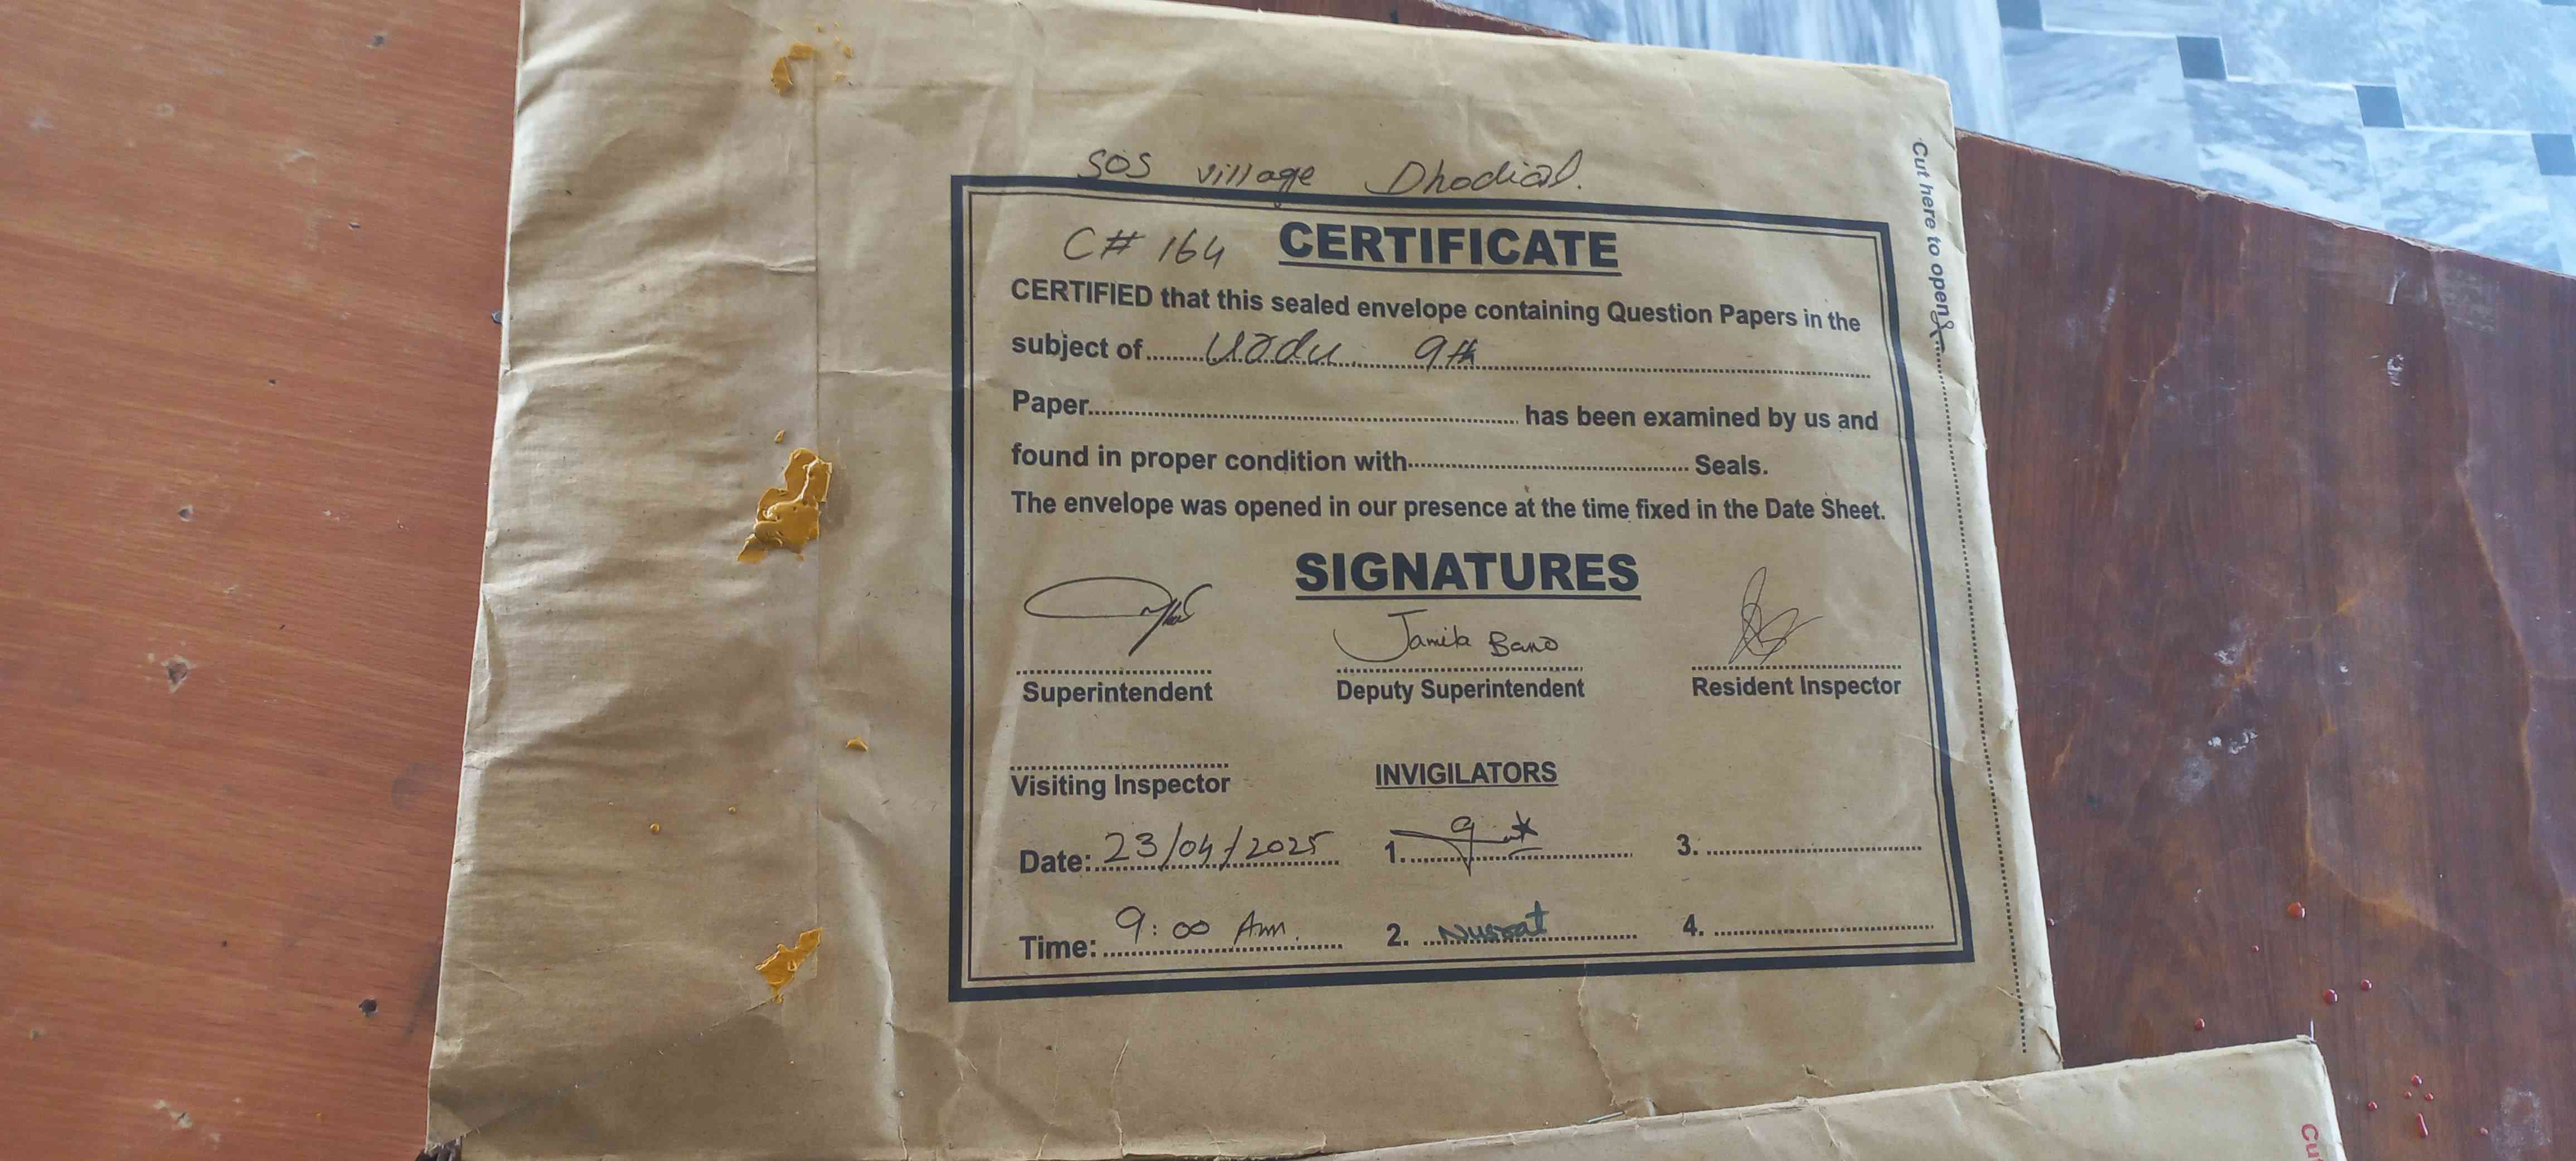 SOS village Dhodial.
C# 164 CERTIFICATE
CERTIFIED that this sealed envelope containing Question Papers in the
subject of........Urdu. 9th........
Paper........ has been examined by us and
found in proper condition with........ Seals.
The envelope was opened in our presence at the time fixed in the Date Sheet.
SIGNATURES
Jamila Bano
Superintendent Deputy Superintendent Resident Inspector
Visiting Inspector INVIGILATORS
Date: 23/04/2025 1. 3.
Time: 9:00 Am. 2. Nusrat 4.
Cut here to open
Cut